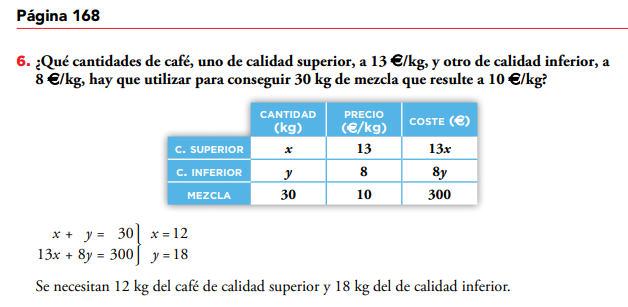 Página 168
6. ¿Qué cantidades de café, uno de calidad superior, a 13 €/kg, y otro de calidad inferior, a
8 €/kg, hay que utilizar para conseguir 30 kg de mezcla que resulte a 10 €/kg?
CANTIDAD (kg) PRECIO (€/kg) COSTE (€)
C. SUPERIOR x 13 13x
C. INFERIOR y 8 8y
MEZCLA 30 10 300
x + y = 30 } x = 12
13x + 8y = 300 } y = 18
Se necesitan 12 kg del café de calidad superior y 18 kg del de calidad inferior.